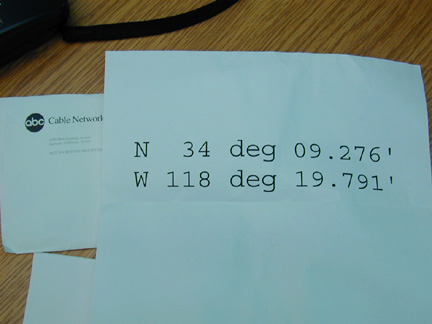 abc Cable Network
N 34 deg 09.276'
W 118 deg 19.791'